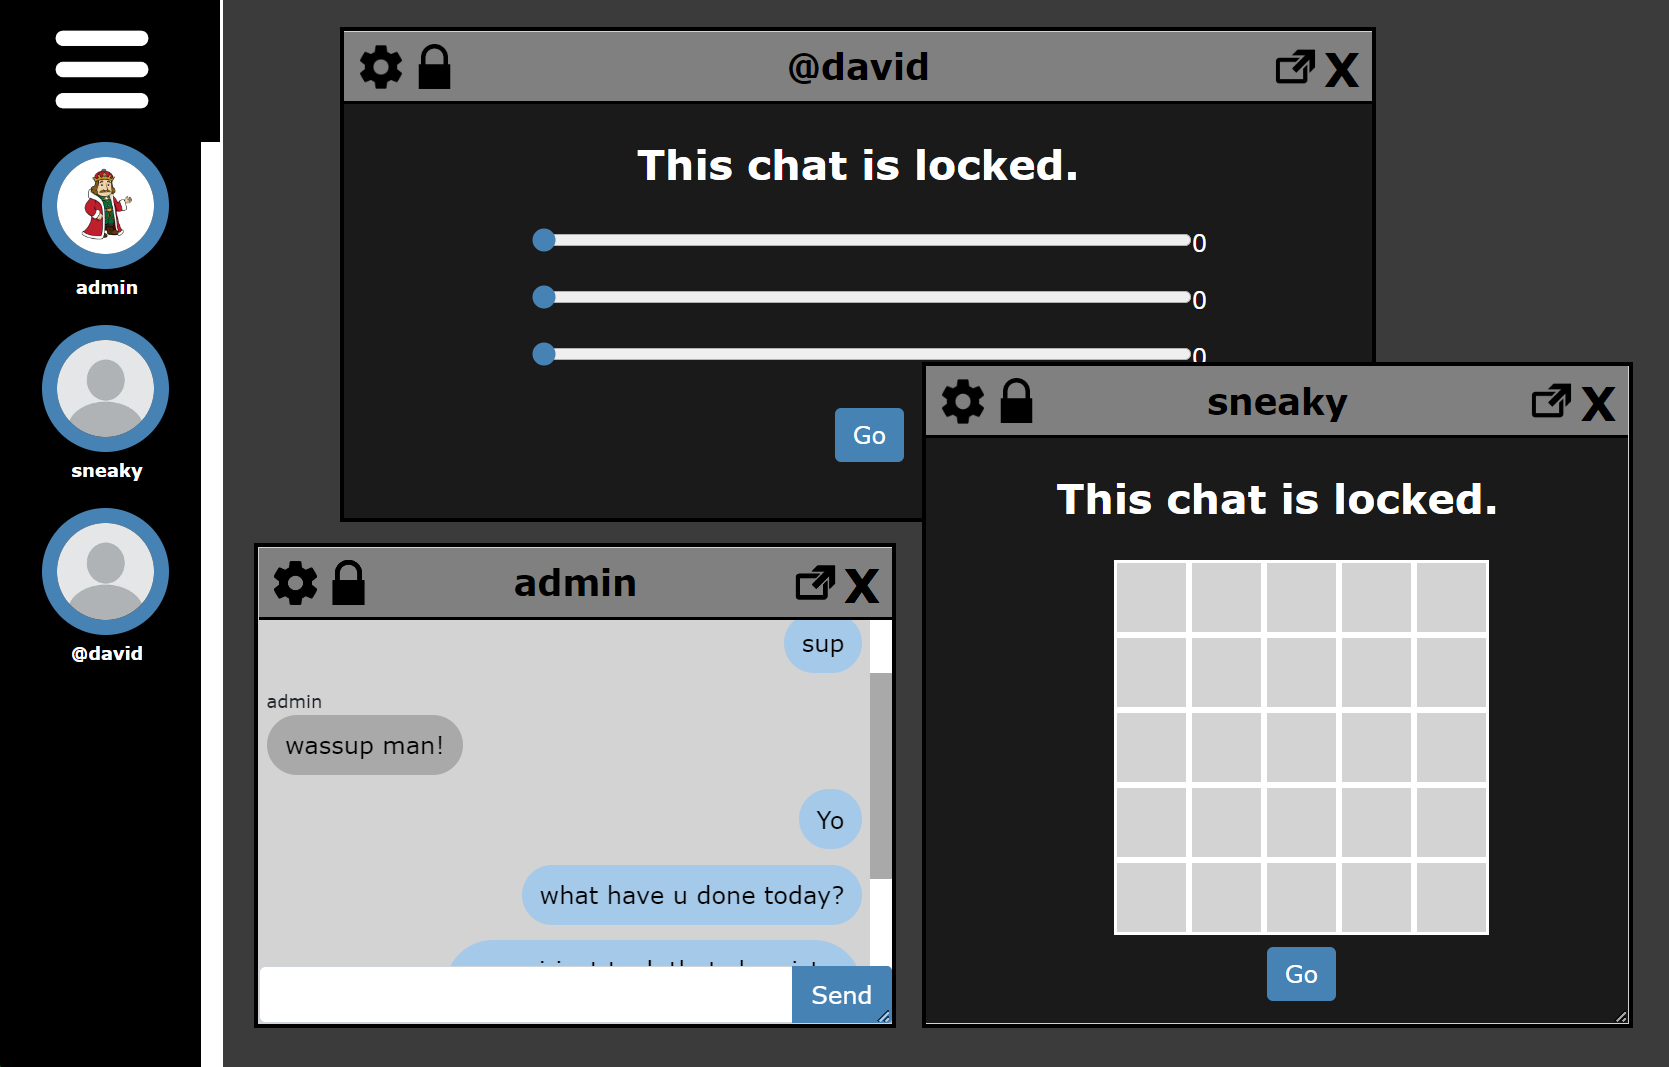 admin
sneaky
@david
@david
X
This chat is locked.
0
0
0
Go
sneaky
X
This chat is locked.
Go
admin
X
sup
admin
wassup man!
Yo
what have u done today?
Send